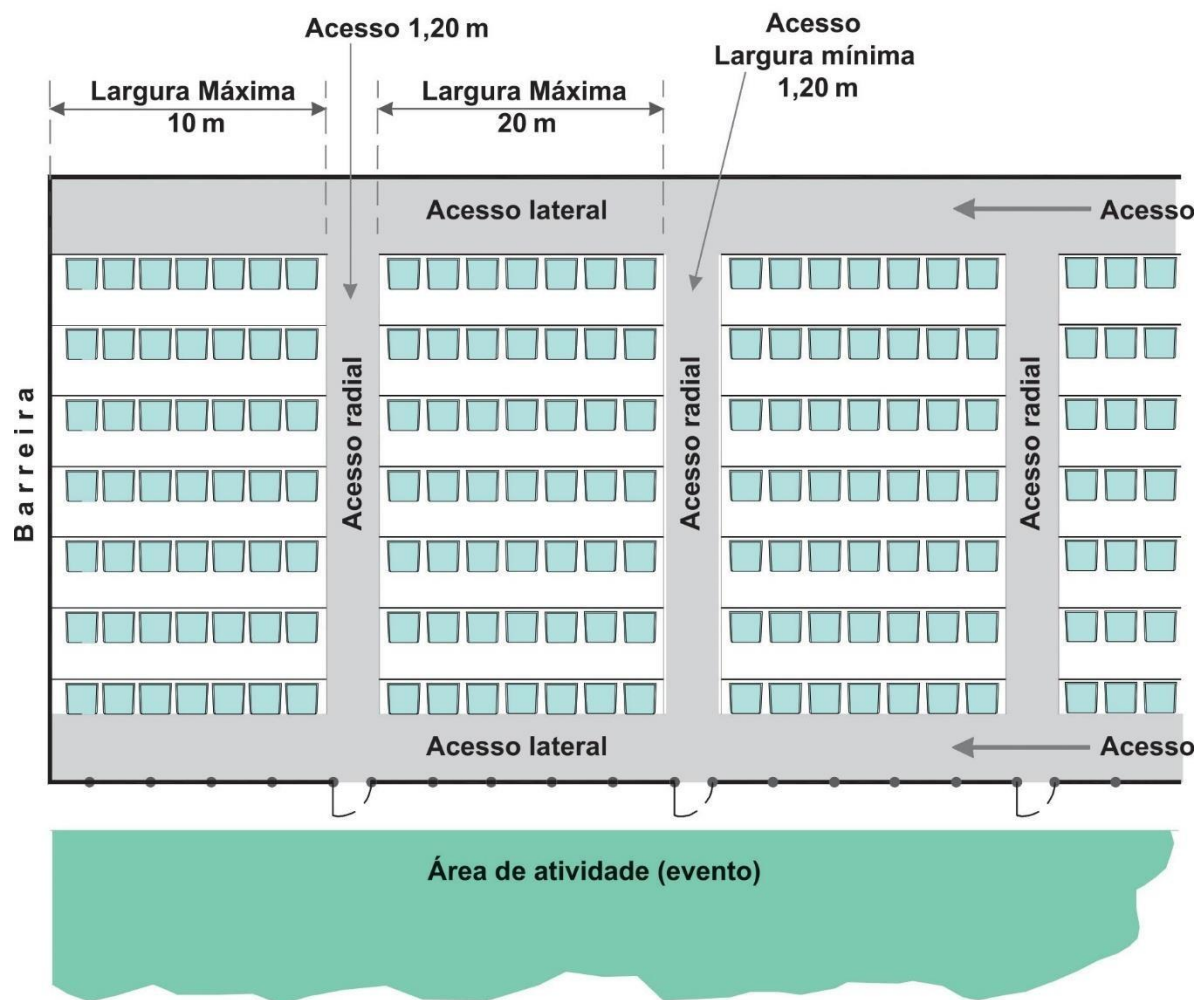 Acesso 1,20 m
Acesso
Largura mínima
1,20 m
Largura Máxima
10 m
Largura Máxima
20 m
Acesso lateral
Acesso
Barreira
Acesso radial
Acesso radial
Acesso radial
Acesso lateral
Acesso
Área de atividade (evento)